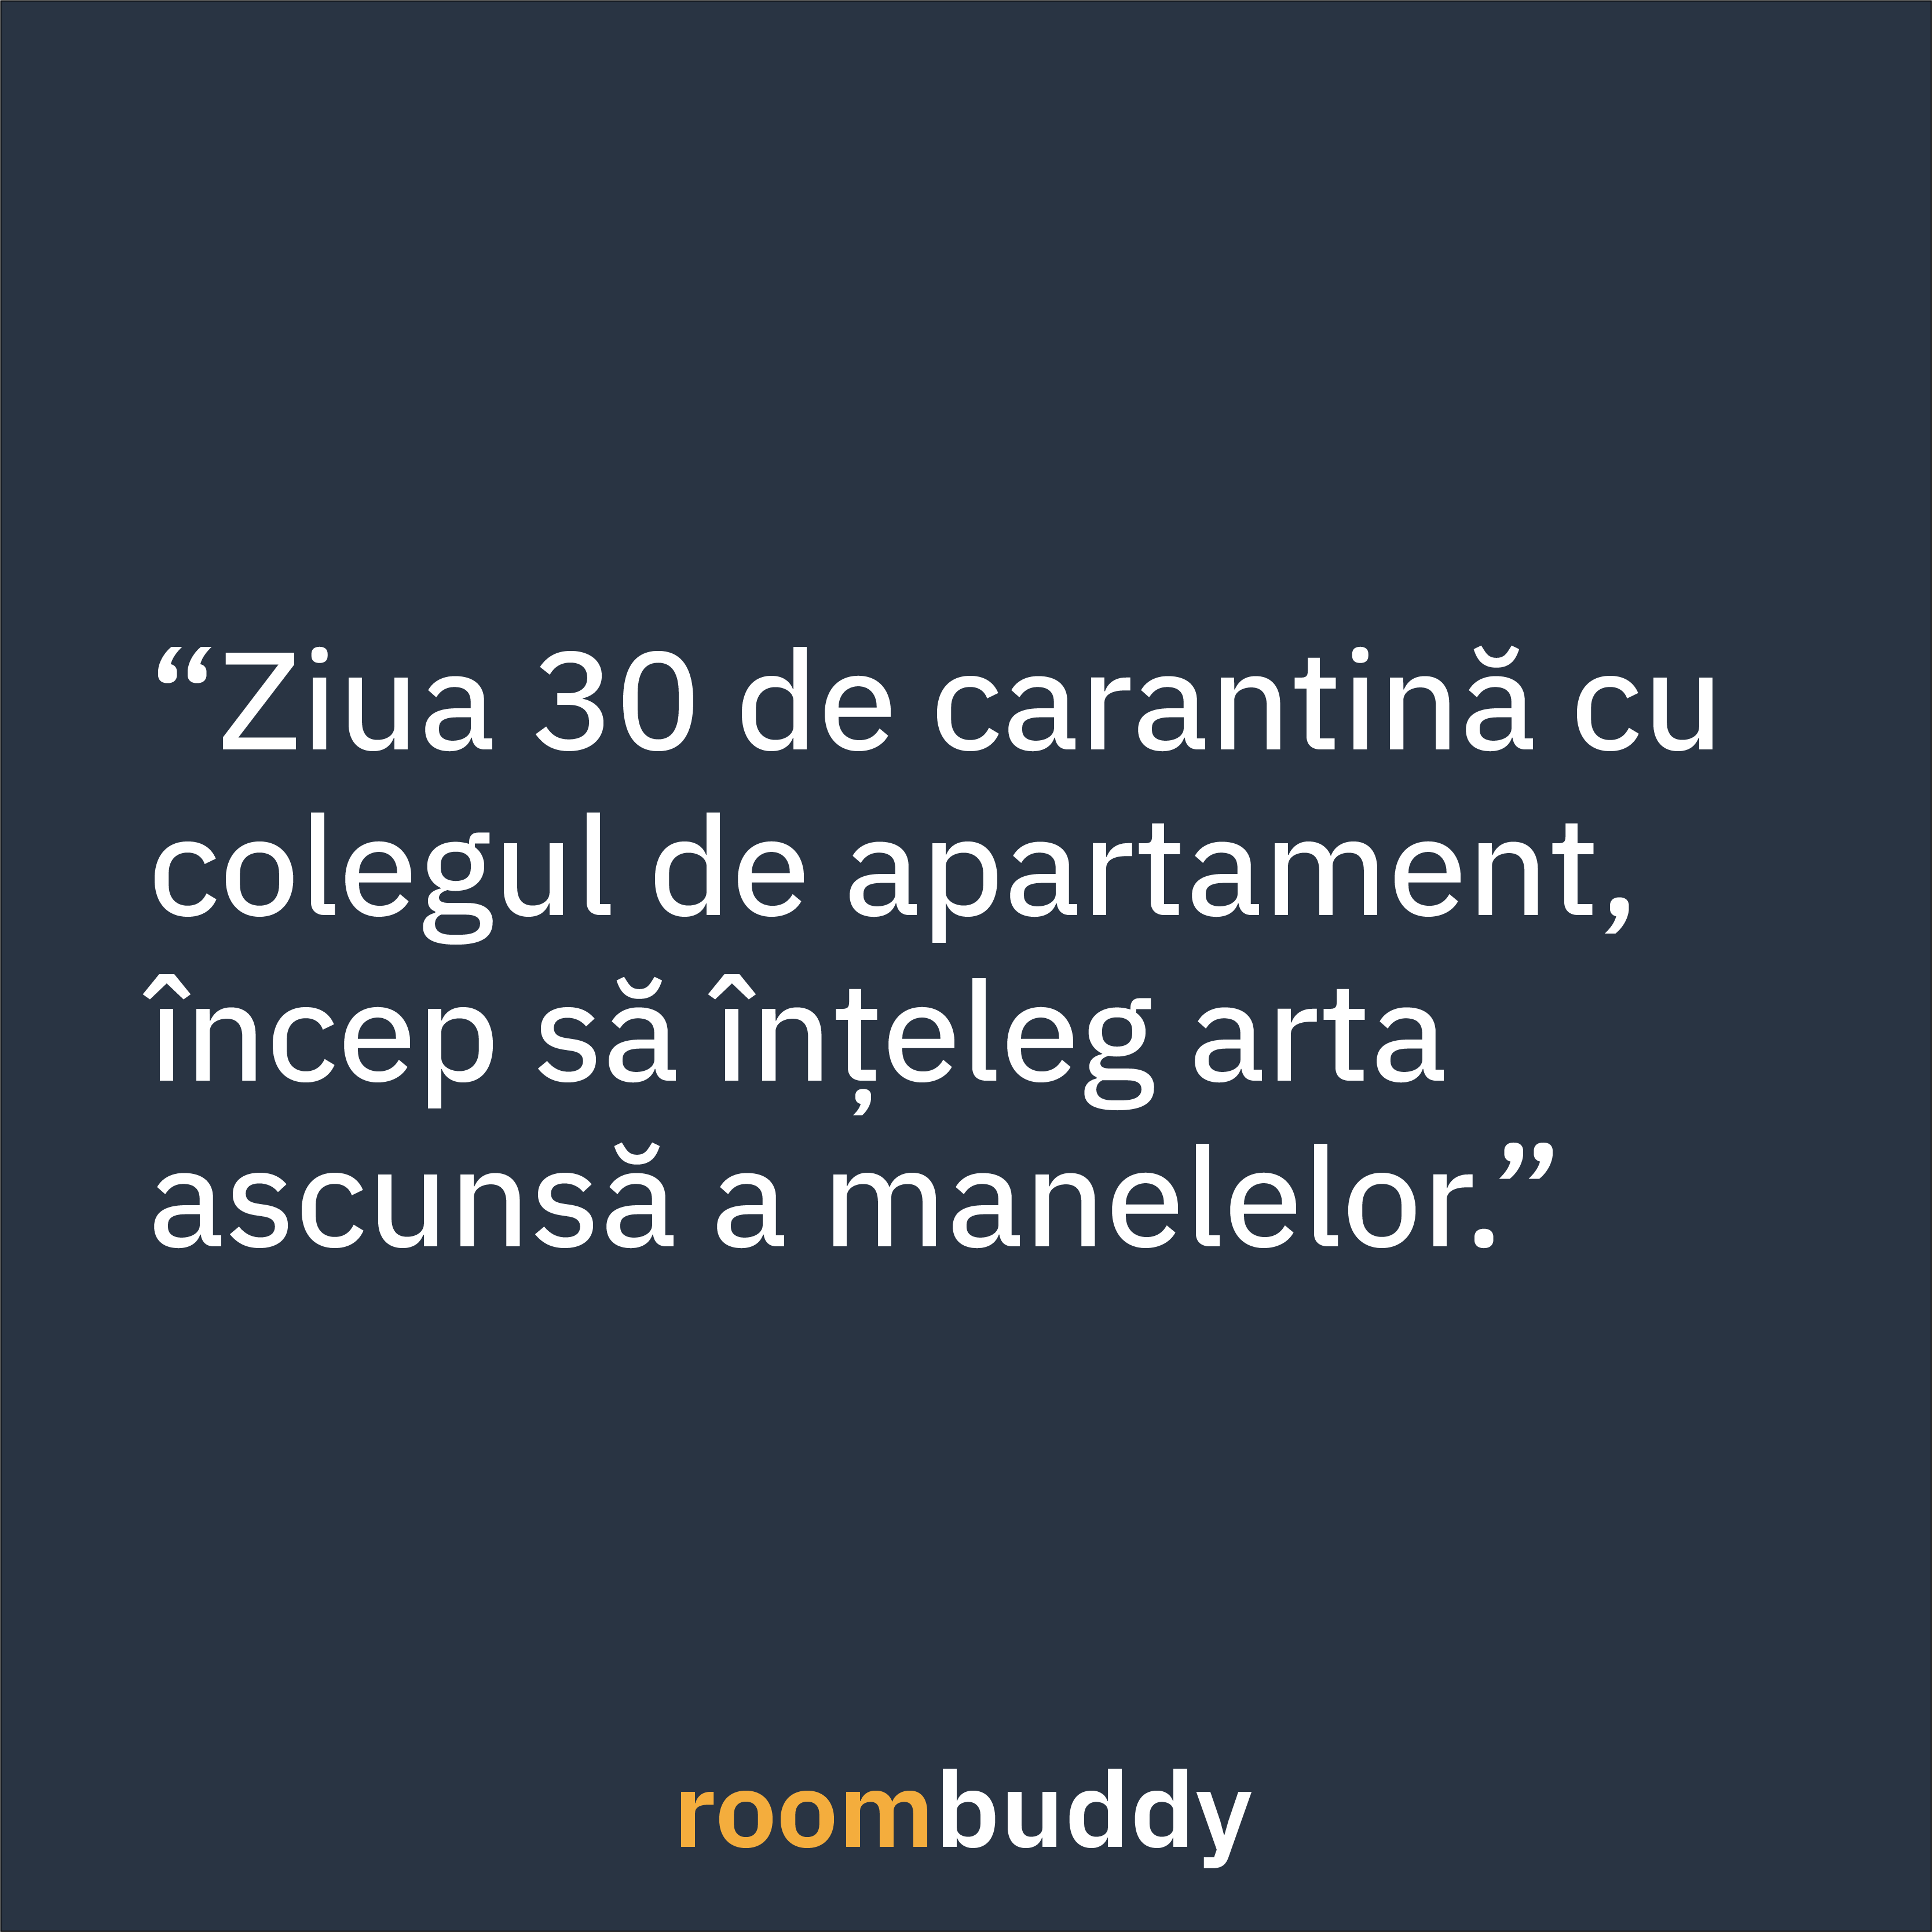 “Ziua 30 de carantină cu
colegul de apartament,
încep să înțeleg arta
ascunsă a manelelor.”
roombuddy